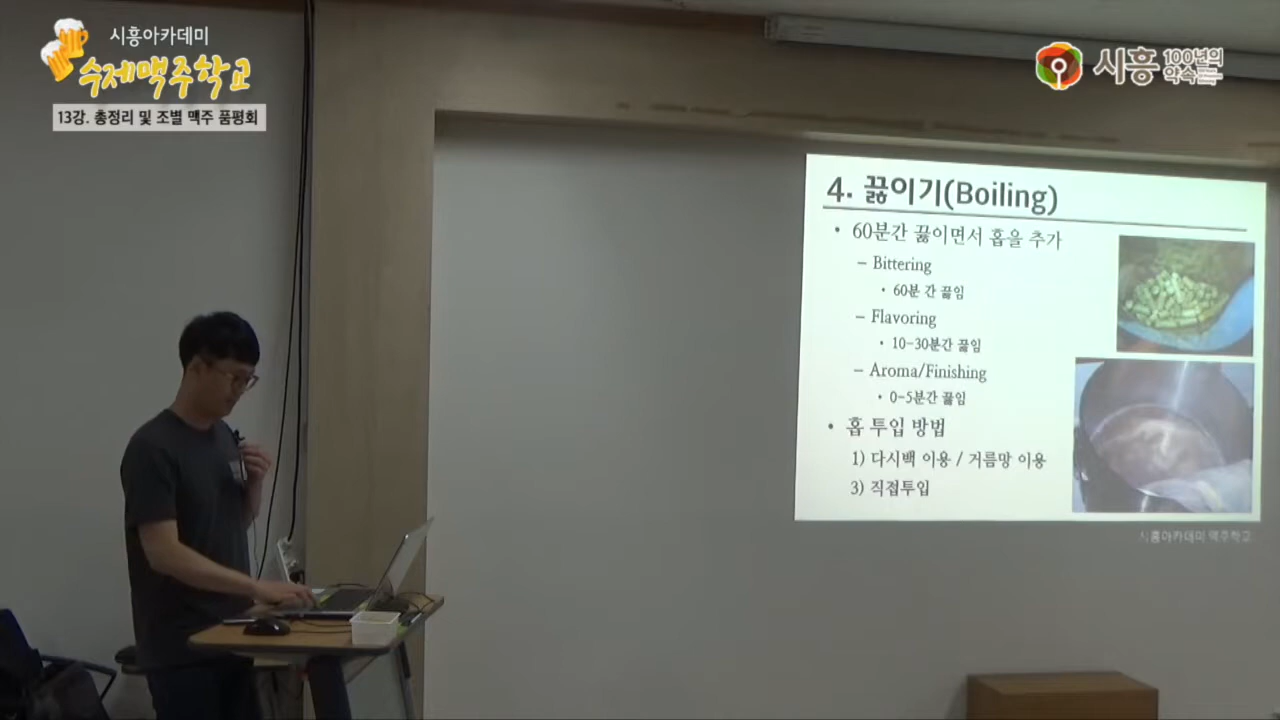 시흥아카데미
수제맥주학교
13강. 총정리 및 조별 맥주 품평회
시흥 100년의 약속
4. 끓이기(Boiling)
• 60분간 끓이면서 홉을 추가
– Bittering
• 60분 간 끓임
– Flavoring
• 10-30분간 끓임
– Aroma/Finishing
• 0-5분간 끓임
• 홉 투입 방법
1) 다시백 이용 / 거름망 이용
3) 직접투입
시흥아카데미 맥주학교